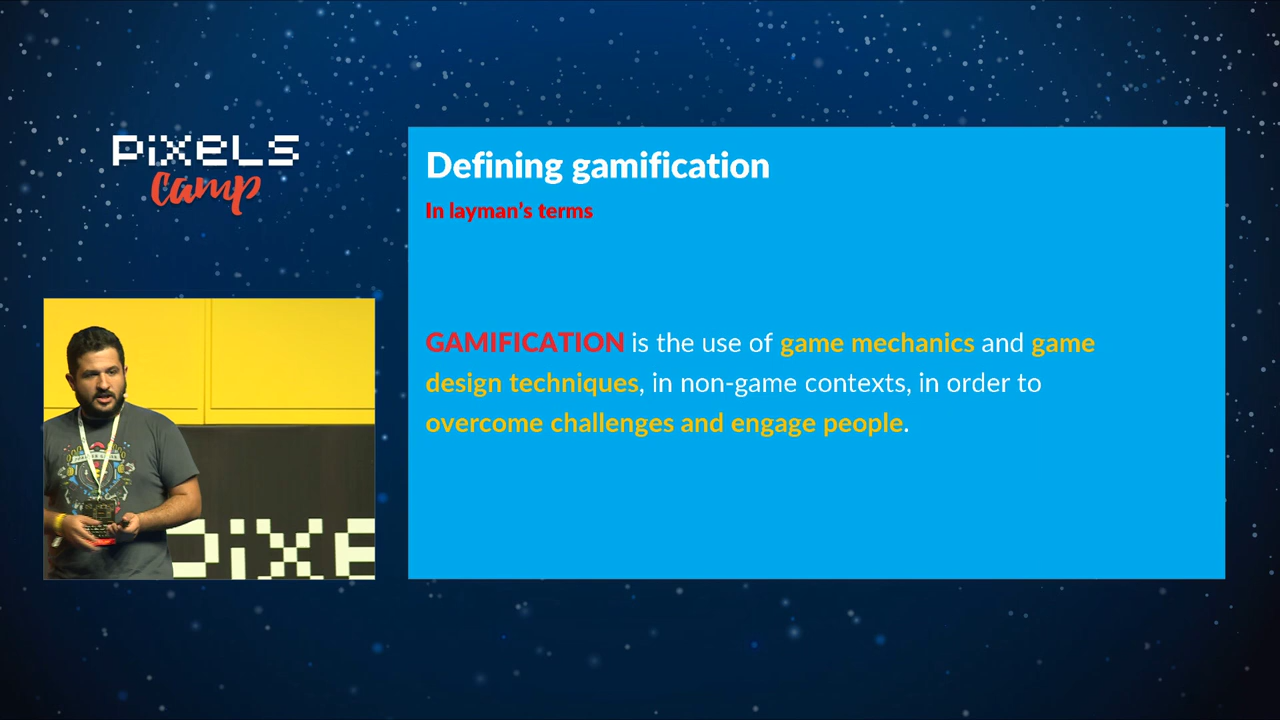 PiXELS
Camp
Defining gamification
In layman's terms
GAMIFICATION is the use of game mechanics and game
design techniques, in non-game contexts, in order to
overcome challenges and engage people.
PiXE